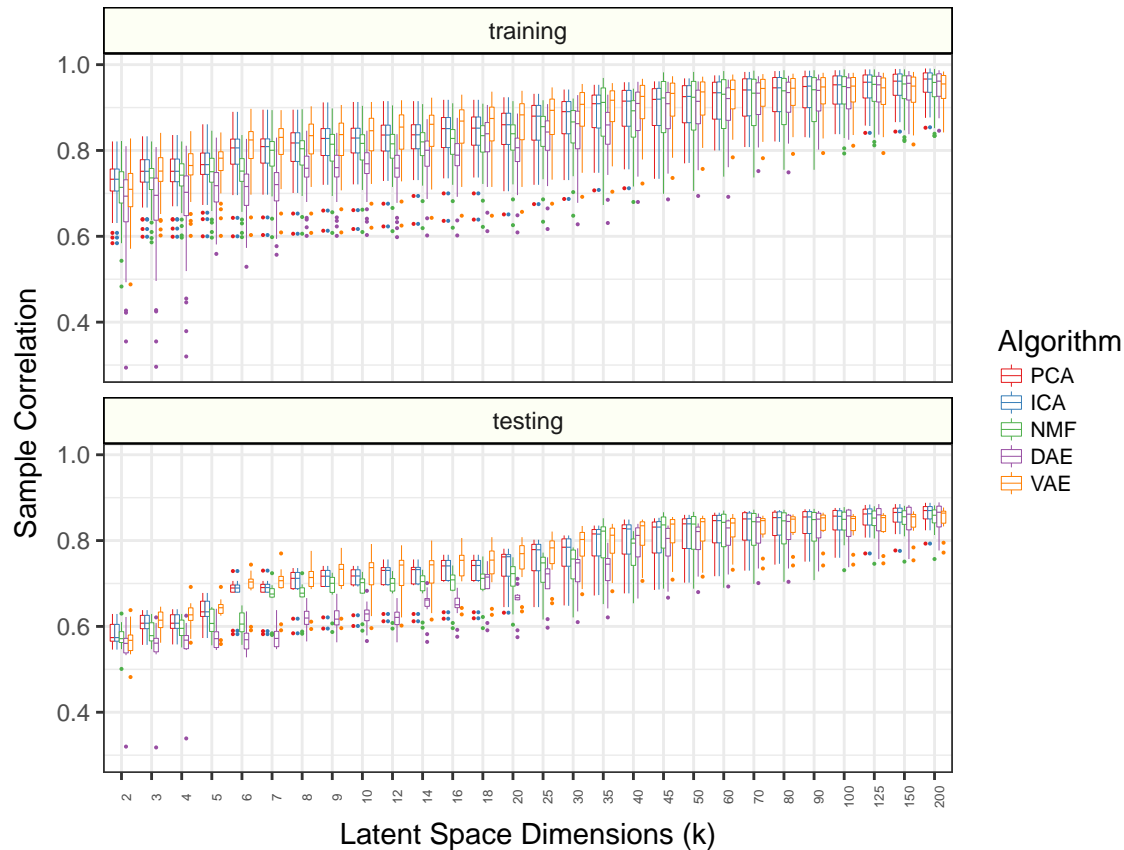 training
1.0
0.8
0.6
0.4
Sample Correlation
testing
1.0
0.8
0.6
0.4
2 3 4 5 6 7 8 9 10 12 14 16 18 20 25 30 35 40 45 50 60 70 80 90 100 125 150 200
Latent Space Dimensions (k)
Algorithm
PCA
ICA
NMF
DAE
VAE